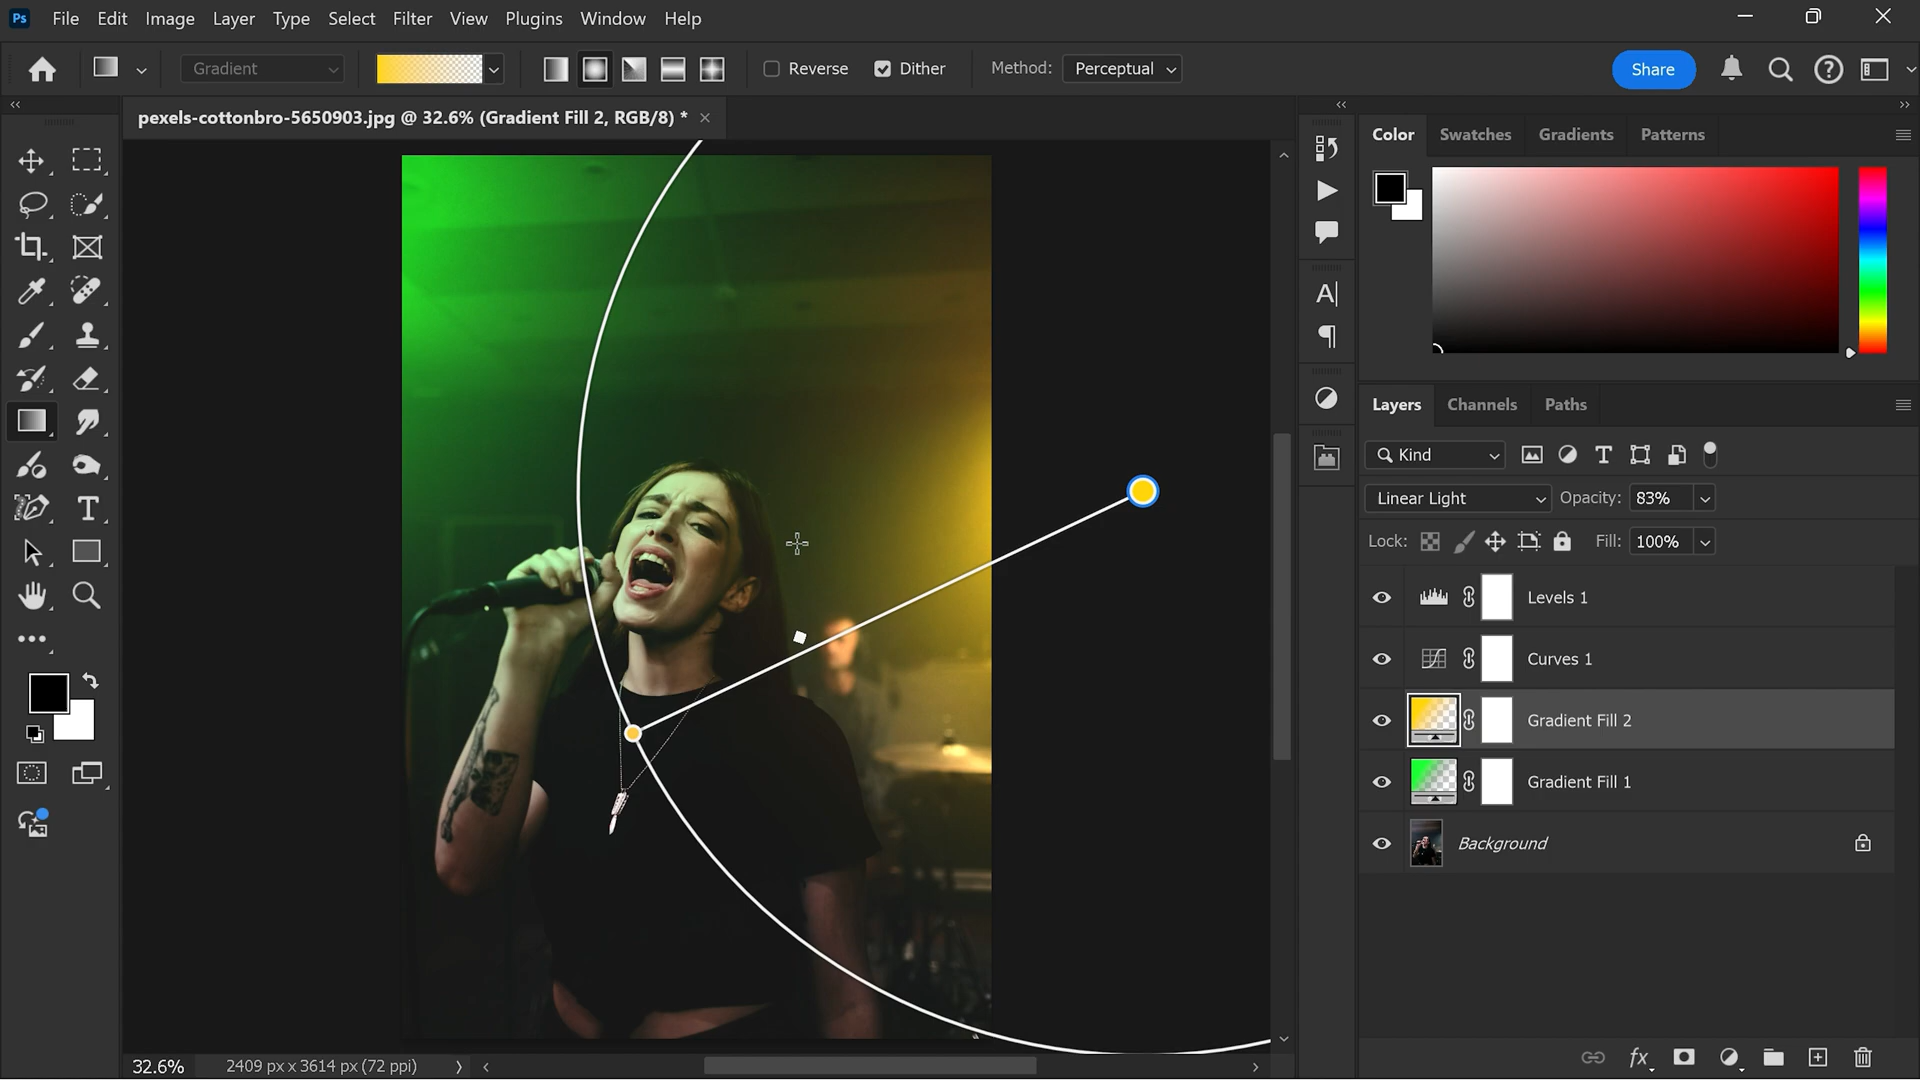 Ps File Edit Image Layer Type Select Filter View Plugins Window Help
Gradient Reverse Dither Method: Perceptual Share
pexels-cottonbro-5650903.jpg @ 32.6% (Gradient Fill 2, RGB/8) *
Color Swatches Gradients Patterns
Layers Channels Paths
Kind
Linear Light Opacity: 83%
Lock: Fill: 100%
Levels 1
Curves 1
Gradient Fill 2
Gradient Fill 1
Background
32.6% 2409 px x 3614 px (72 ppi)